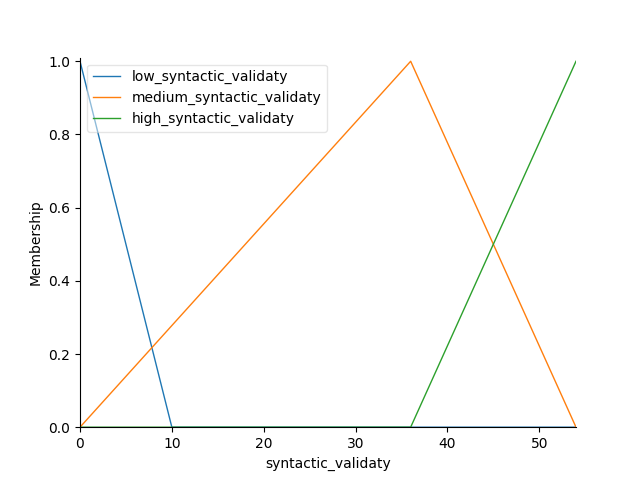 1.0
0.8
0.6
0.4
0.2
0.0
Membership
low_syntactic_validaty
medium_syntactic_validaty
high_syntactic_validaty
0 10 20 30 40 50
syntactic_validaty